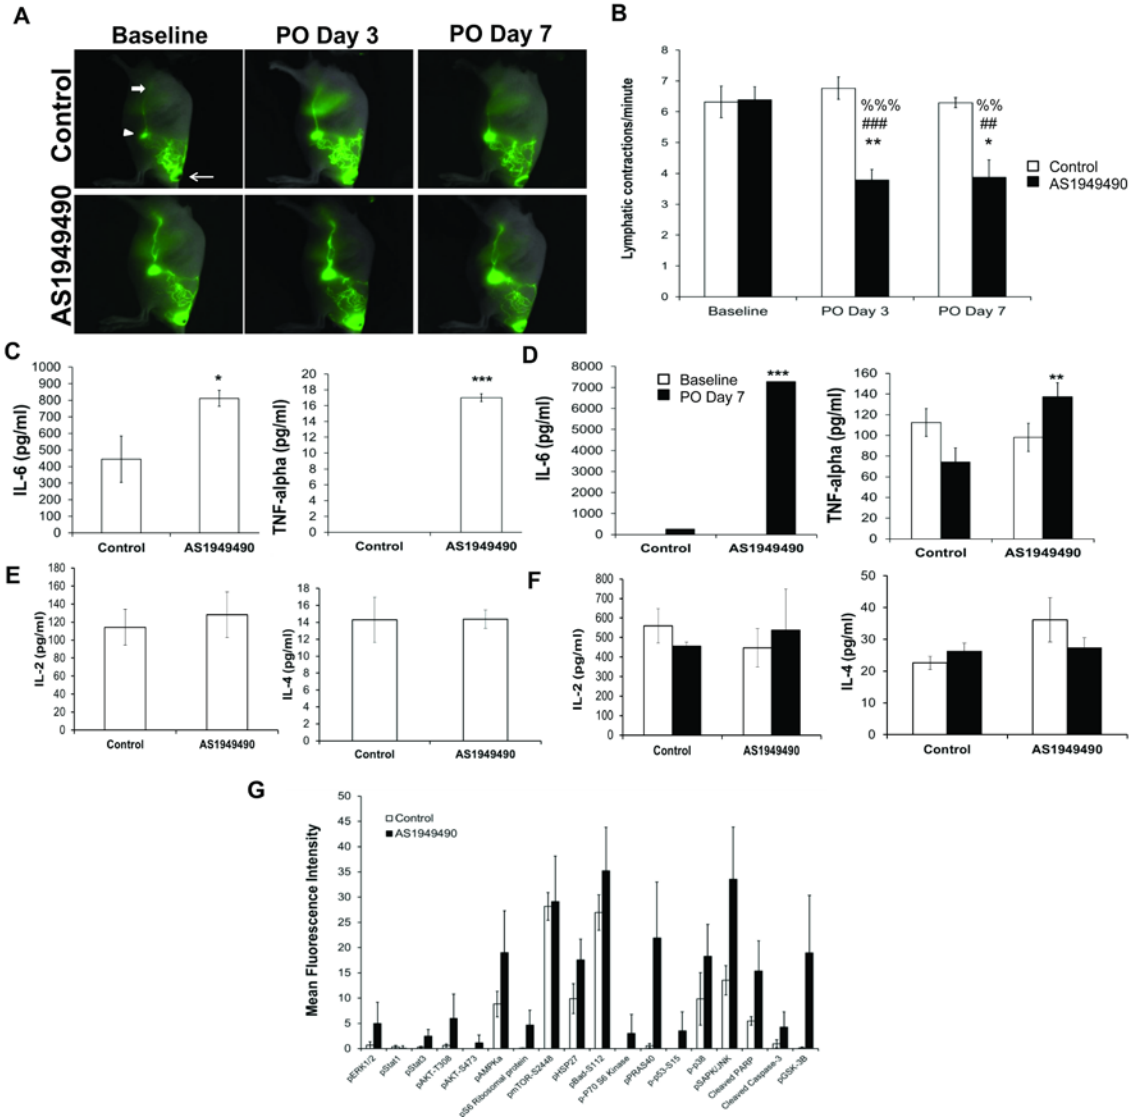 A
Baseline
PO Day 3
PO Day 7
Control
AS1949490
B
Lymphatic contractions/minute
8
7
6
5
4
3
2
1
0
%%%
###
**
%%
##
*
Control
AS1949490
Baseline
PO Day 3
PO Day 7
C
IL-6 (pg/ml)
1000
900
800
700
600
500
400
300
200
100
0
*
Control
AS1949490
TNF-alpha (pg/ml)
20
18
16
14
12
10
8
6
4
2
0
***
Control
AS1949490
D
IL-6 (pg/ml)
8000
7000
6000
5000
4000
3000
2000
1000
0
Baseline
PO Day 7
***
Control
AS1949490
TNF-alpha (pg/ml)
160
140
120
100
80
60
40
20
0
**
Control
AS1949490
E
IL-2 (pg/ml)
180
160
140
120
100
80
60
40
20
0
Control
AS1949490
IL-4 (pg/ml)
18
16
14
12
10
8
6
4
2
0
Control
AS1949490
F
IL-2 (pg/ml)
800
700
600
500
400
300
200
100
0
Control
AS1949490
IL-4 (pg/ml)
50
40
30
20
10
0
Control
AS1949490
G
Mean Fluorescence Intensity
50
45
40
35
30
25
20
15
10
5
0
Control
AS1949490
pERK1/2
pStat1
pStat3
pAKT-T308
pAKT-S473
pAMPKa
pS6 Ribosomal protein
pmTOR-S2448
pHSP27
pBad-S112
p-P70 S6 Kinase
pPRAS40
p-p53-S15
p-p38
pSAPK/JNK
Cleaved PARP
Cleaved Caspase-3
pGSK-3B